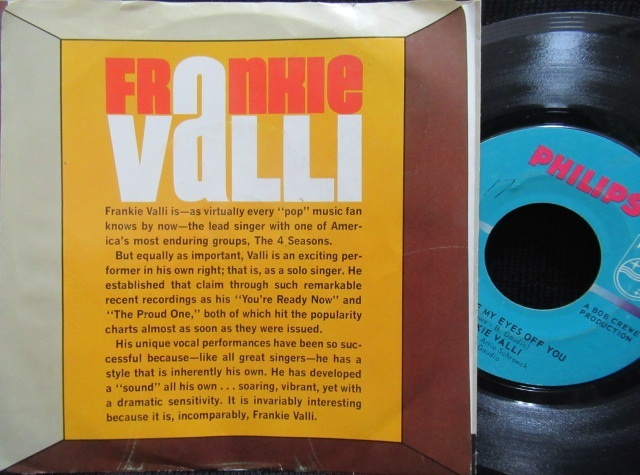 FRaNKIE
VaLLI
Frankie Valli is—as virtually every "pop" music fan
knows by now—the lead singer with one of Amer-
ica's most enduring groups, The 4 Seasons.
But equally as important, Valli is an exciting per-
former in his own right; that is, as a solo singer. He
established that claim through such remarkable
recent recordings as his "You're Ready Now" and
"The Proud One," both of which hit the popularity
charts almost as soon as they were issued.
His unique vocal performances have been so suc-
cessful because—like all great singers—he has a
style that is inherently his own. He has developed
a "sound" all his own . . . soaring, vibrant, yet with
a dramatic sensitivity. It is invariably interesting
because it is, incomparably, Frankie Valli.
PHILIPS
A BOB CREWE
PRODUCTION
MY EYES OFF YOU
KIE VALLI
Gaudio